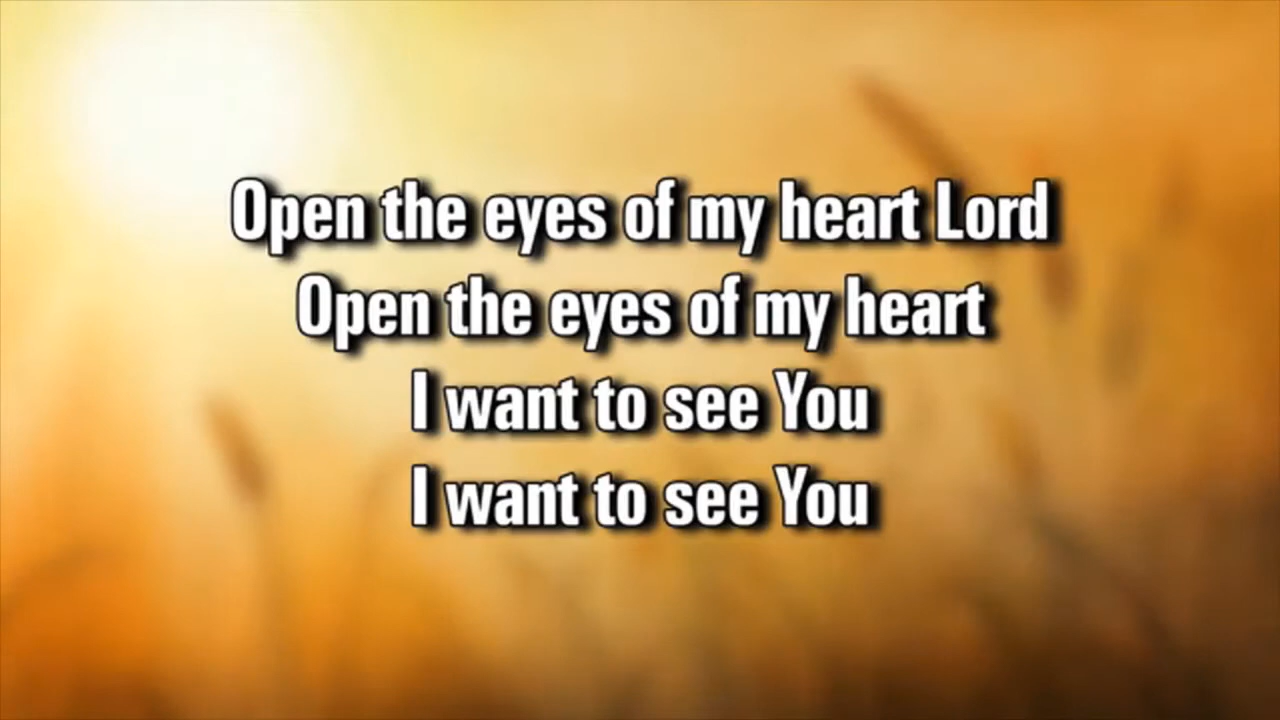 Open the eyes of my heart Lord
Open the eyes of my heart
I want to see You
I want to see You